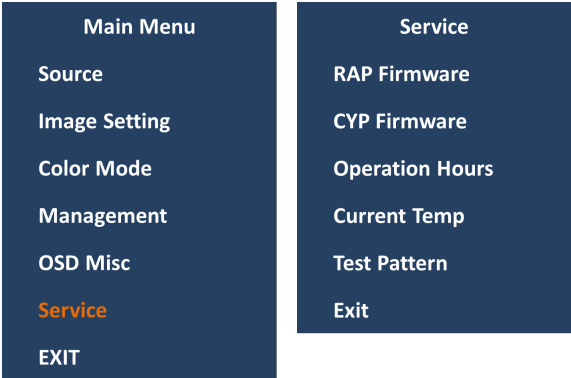 Main Menu
Source
Image Setting
Color Mode
Management
OSD Misc
Service
EXIT
Service
RAP Firmware
CYP Firmware
Operation Hours
Current Temp
Test Pattern
Exit